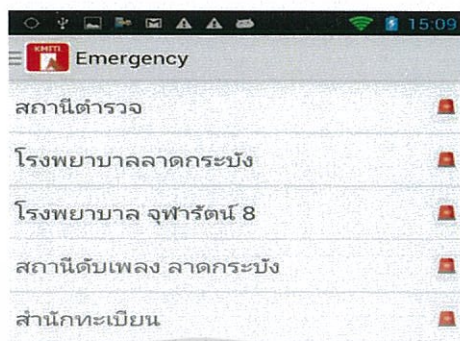 15:09
KMITL
Emergency
สถานีตำรวจ
โรงพยาบาลลาดกระบัง
โรงพยาบาล จุฬารัตน์ 8
สถานีดับเพลง ลาดกระบัง
สำนักทะเบียน